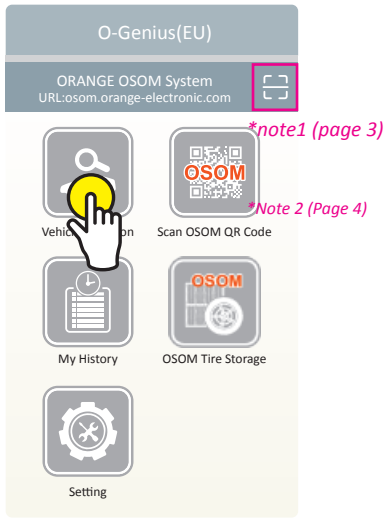 O-Genius(EU)
ORANGE OSOM System
URL:osom.orange-electronic.com
*note1 (page 3)
OSOM
*Note 2 (Page 4)
Scan OSOM QR Code
OSOM
My History
OSOM Tire Storage
Setting